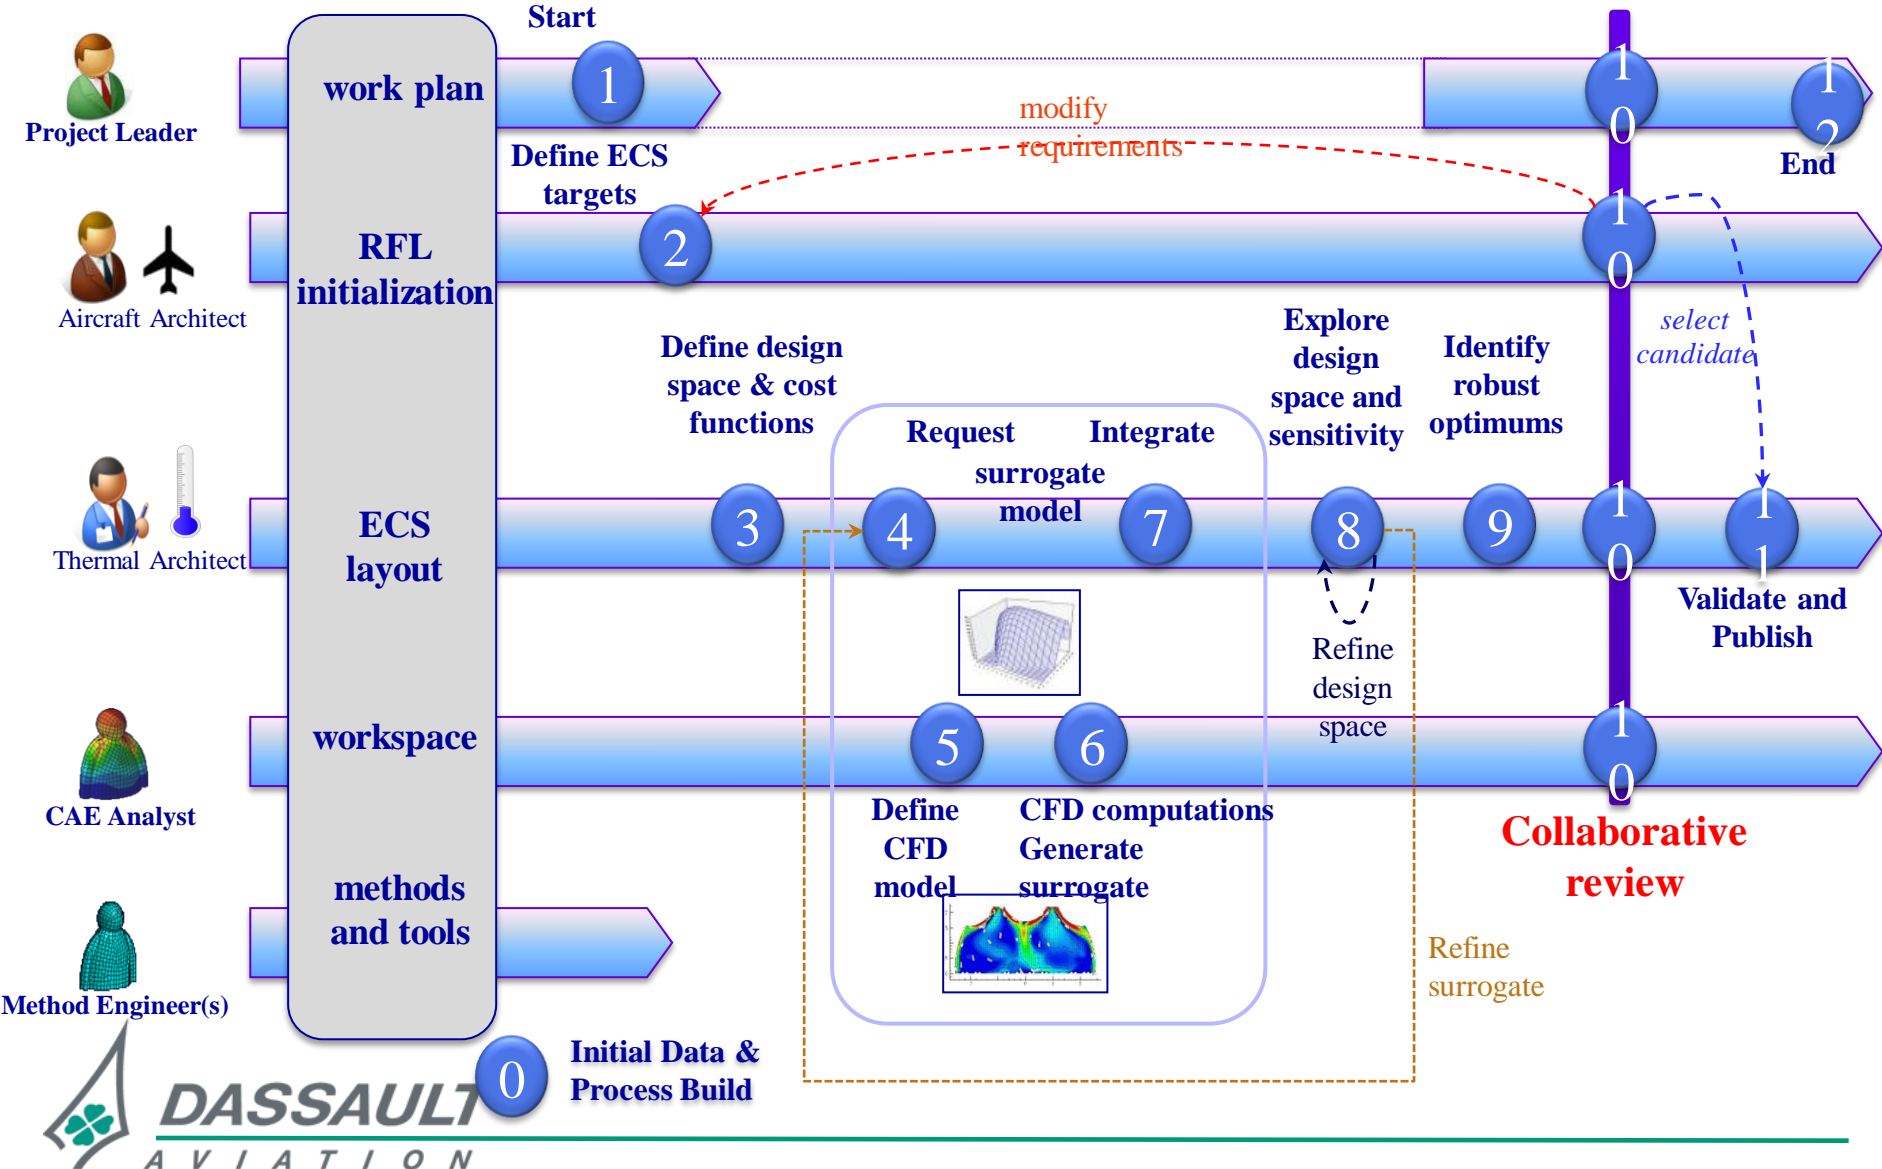 Start
work plan
1
10
12
Project Leader
modify
requirements
End
Define ECS
targets
RFL
initialization
2
10
Aircraft Architect
select
candidate
Define design
space & cost
functions
Explore
design
space and
sensitivity
Identify
robust
optimums
Request
Integrate
surrogate
model
ECS
layout
3
4
7
8
9
10
11
Thermal Architect
Validate and
Publish
Refine
design
space
workspace
5
6
10
CAE Analyst
Define
CFD
model
CFD computations
Generate
surrogate
Collaborative
review
methods
and tools
Method Engineer(s)
Refine
surrogate
0
Initial Data &
Process Build
DASSAULT
AVIATION